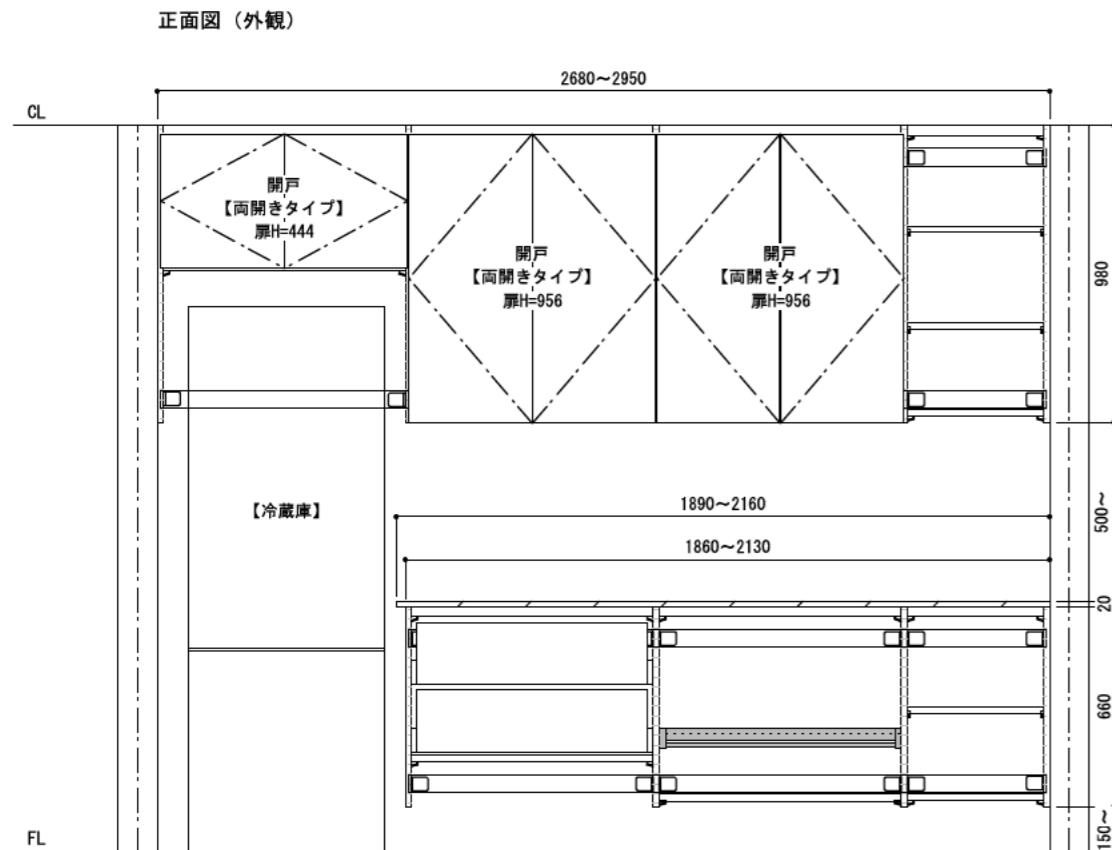 正面図（外観）
2680～2950
CL
開戸
【両開きタイプ】
扉H=444
開戸
【両開きタイプ】
扉H=956
開戸
【両開きタイプ】
扉H=956
980
【冷蔵庫】
1890～2160
500～
1860～2130
20
660
150～
FL